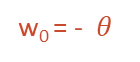 w₀ = - θ